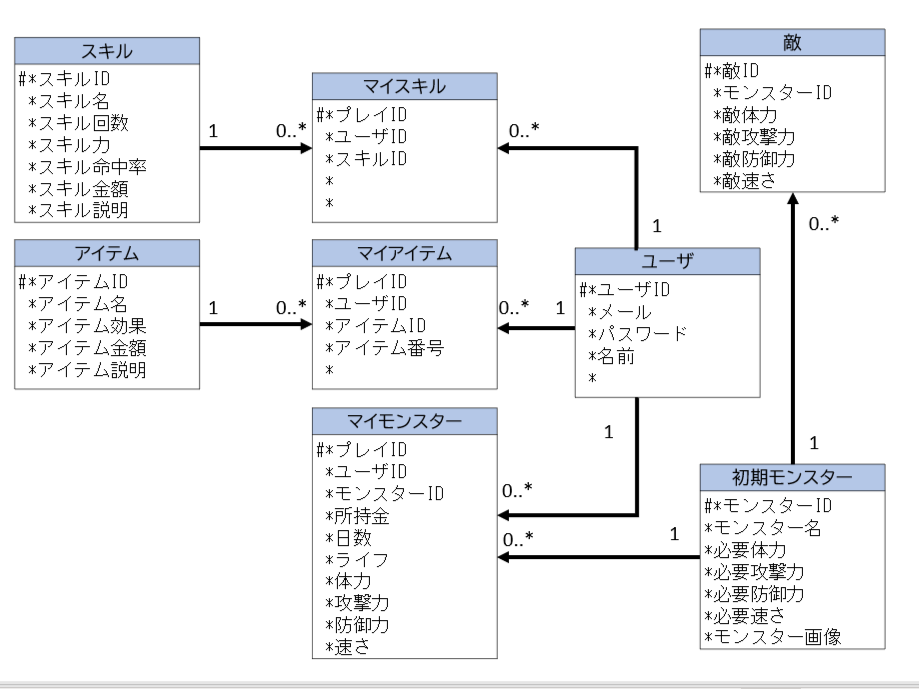 スキル
#*スキルID
*スキル名
*スキル回数
*スキル力
*スキル命中率
*スキル金額
*スキル説明
1
0..*
マイスキル
#*プレイID
*ユーザID
*スキルID
*
*
0..*
1
敵
#*敵ID
*モンスターID
*敵体力
*敵攻撃力
*敵防御力
*敵速さ
0..*
1
アイテム
#*アイテムID
*アイテム名
*アイテム効果
*アイテム金額
*アイテム説明
1
0..*
マイアイテム
#*プレイID
*ユーザID
*アイテムID
*アイテム番号
*
0..*
1
ユーザ
#*ユーザID
*メール
*パスワード
*名前
*
1
0..*
マイモンスター
#*プレイID
*ユーザID
*モンスターID
*所持金
*日数
*ライフ
*体力
*攻撃力
*防御力
*速さ
0..*
1
初期モンスター
#*モンスターID
*モンスター名
*必要体力
*必要攻撃力
*必要防御力
*必要速さ
*モンスター画像